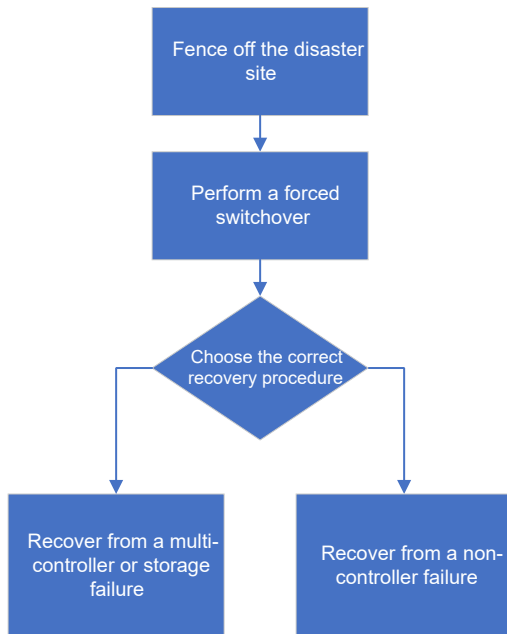 Fence off the disaster
site
Perform a forced
switchover
Choose the correct
recovery procedure
Recover from a multi-
controller or storage
failure
Recover from a non-
controller failure